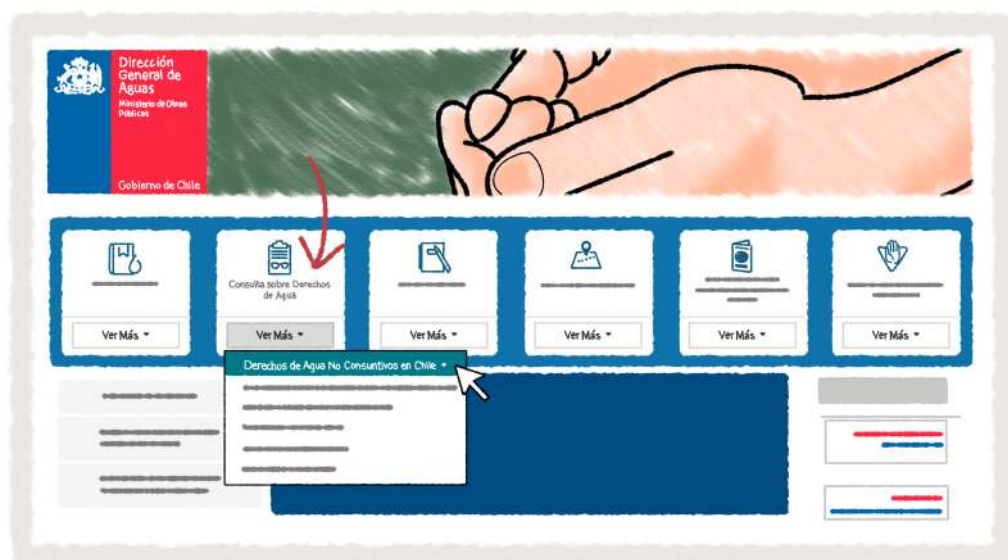 Dirección
General de
Aguas
Ministerio de Obras
Públicas
Gobierno de Chile
Consulta sobre Derechos
de Agua
Ver Más
Ver Más
Ver Más
Ver Más
Ver Más
Ver Más
Derechos de Agua No Consuntivos en Chile